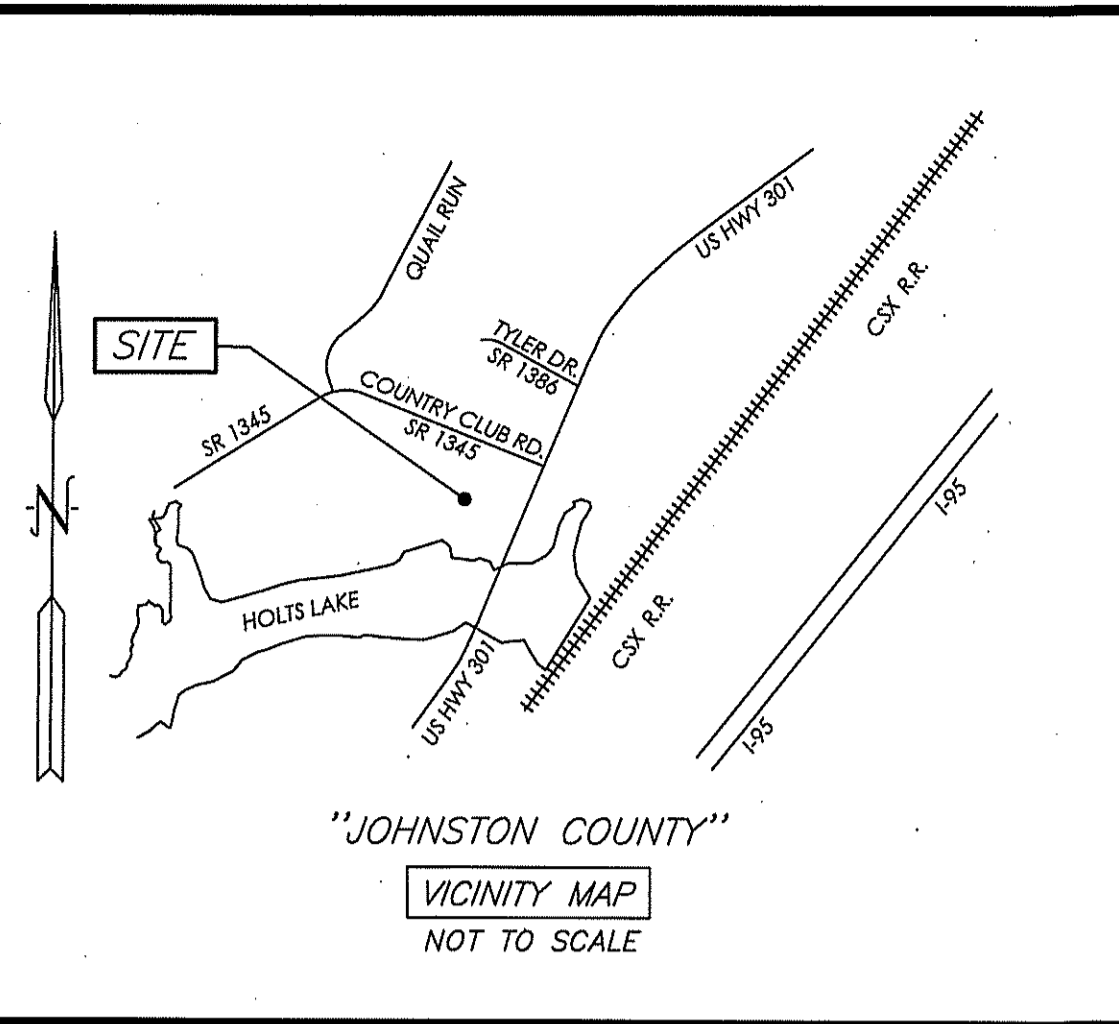 QUAIL RUN
US HWY 301
CSX R.R.
SITE
TYLER DR.
SR 1386
COUNTRY CLUB RD.
SR 1345
SR 1345
N
I-95
HOLTS LAKE
CSX R.R.
US HWY 301
I-95
"JOHNSTON COUNTY"
VICINITY MAP
NOT TO SCALE